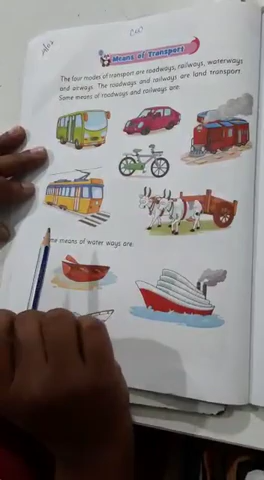 Means of Transport
The four modes of transport are roadways, railways, waterways
and airways. The roadways and railways are land transport.
Some means of roadways and railways are:
me means of water ways are: